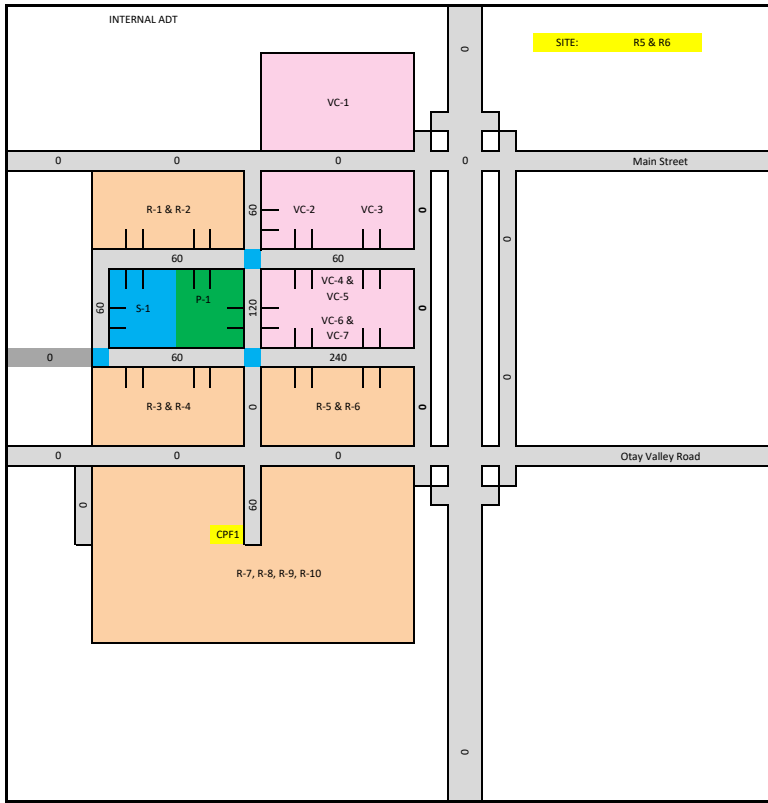 INTERNAL ADT
SITE: R5 & R6
0
VC-1
0 0 0 0 Main Street
R-1 & R-2
60
VC-2 VC-3
0
0
60 60
VC-4 &
VC-5
60
S-1
P-1
120
0
VC-6 &
VC-7
0 60 240
0
R-3 & R-4
0
R-5 & R-6
0
0 0 0 Otay Valley Road
0
60
CPF1
R-7, R-8, R-9, R-10
0